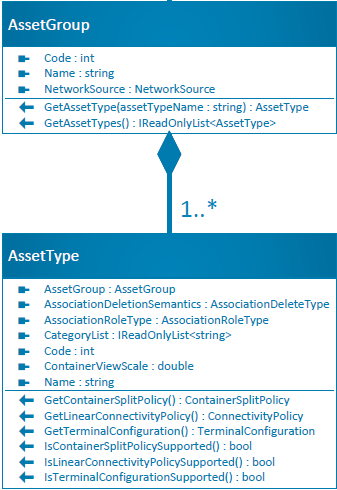 AssetGroup
Code : int
Name : string
NetworkSource : NetworkSource
GetAssetType(assetTypeName : string) : AssetType
GetAssetTypes() : IReadOnlyList<AssetType>
1..*
AssetType
AssetGroup : AssetGroup
AssociationDeletionSemantics : AssociationDeleteType
AssociationRoleType : AssociationRoleType
CategoryList : IReadOnlyList<string>
Code : int
ContainerViewScale : double
Name : string
GetContainerSplitPolicy() : ContainerSplitPolicy
GetLinearConnectivityPolicy() : ConnectivityPolicy
GetTerminalConfiguration() : TerminalConfiguration
IsContainerSplitPolicySupported() : bool
IsLinearConnectivityPolicySupported() : bool
IsTerminalConfigurationSupported() : bool